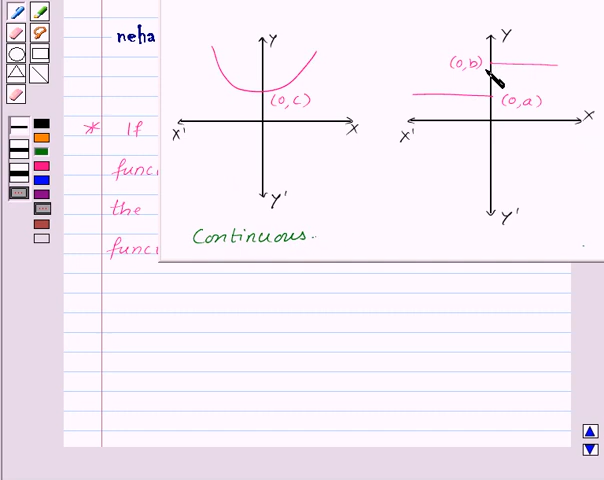 neha
Y
(0,c)
X'
X
Y'
Continuous.
Y
(0,b)
(0,a)
X'
X
Y'
* If
func
the
func